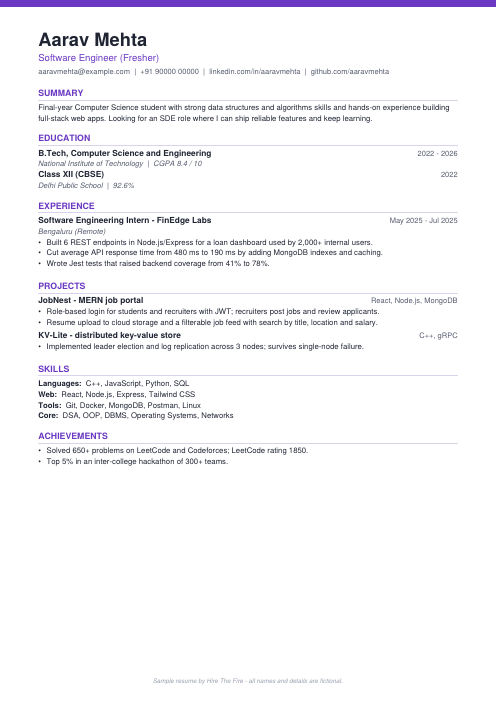 Aarav Mehta
Software Engineer (Fresher)
aaravmehta@example.com | +91 90000 00000 | linkedin.com/in/aaravmehta | github.com/aaravmehta
SUMMARY
Final-year Computer Science student with strong data structures and algorithms skills and hands-on experience building
full-stack web apps. Looking for an SDE role where I can ship reliable features and keep learning.
EDUCATION
B.Tech, Computer Science and Engineering 2022 - 2026
National Institute of Technology | CGPA 8.4 / 10
Class XII (CBSE) 2022
Delhi Public School | 92.6%
EXPERIENCE
Software Engineering Intern - FinEdge Labs May 2025 - Jul 2025
Bengaluru (Remote)
• Built 6 REST endpoints in Node.js/Express for a loan dashboard used by 2,000+ internal users.
• Cut average API response time from 480 ms to 190 ms by adding MongoDB indexes and caching.
• Wrote Jest tests that raised backend coverage from 41% to 78%.
PROJECTS
JobNest - MERN job portal React, Node.js, MongoDB
• Role-based login for students and recruiters with JWT; recruiters post jobs and review applicants.
• Resume upload to cloud storage and a filterable job feed with search by title, location and salary.
KV-Lite - distributed key-value store C++, gRPC
• Implemented leader election and log replication across 3 nodes; survives single-node failure.
SKILLS
Languages: C++, JavaScript, Python, SQL
Web: React, Node.js, Express, Tailwind CSS
Tools: Git, Docker, MongoDB, Postman, Linux
Core: DSA, OOP, DBMS, Operating Systems, Networks
ACHIEVEMENTS
• Solved 650+ problems on LeetCode and Codeforces; LeetCode rating 1850.
• Top 5% in an inter-college hackathon of 300+ teams.
Sample resume by Hire The Fire - all names and details are fictional.